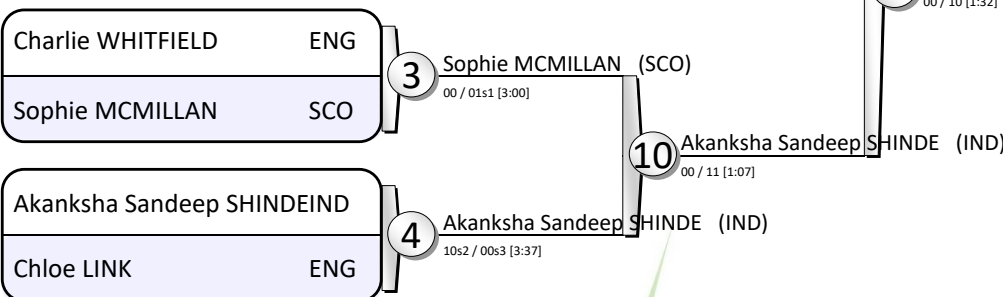 00 / 10 [1:32]
Charlie WHITFIELD ENG
3 Sophie MCMILLAN (SCO)
00 / 01s1 [3:00]
Sophie MCMILLAN SCO
10 Akanksha Sandeep SHINDE (IND)
00 / 11 [1:07]
Akanksha Sandeep SHINDEIND
4 Akanksha Sandeep SHINDE (IND)
10s2 / 00s3 [3:37]
Chloe LINK ENG